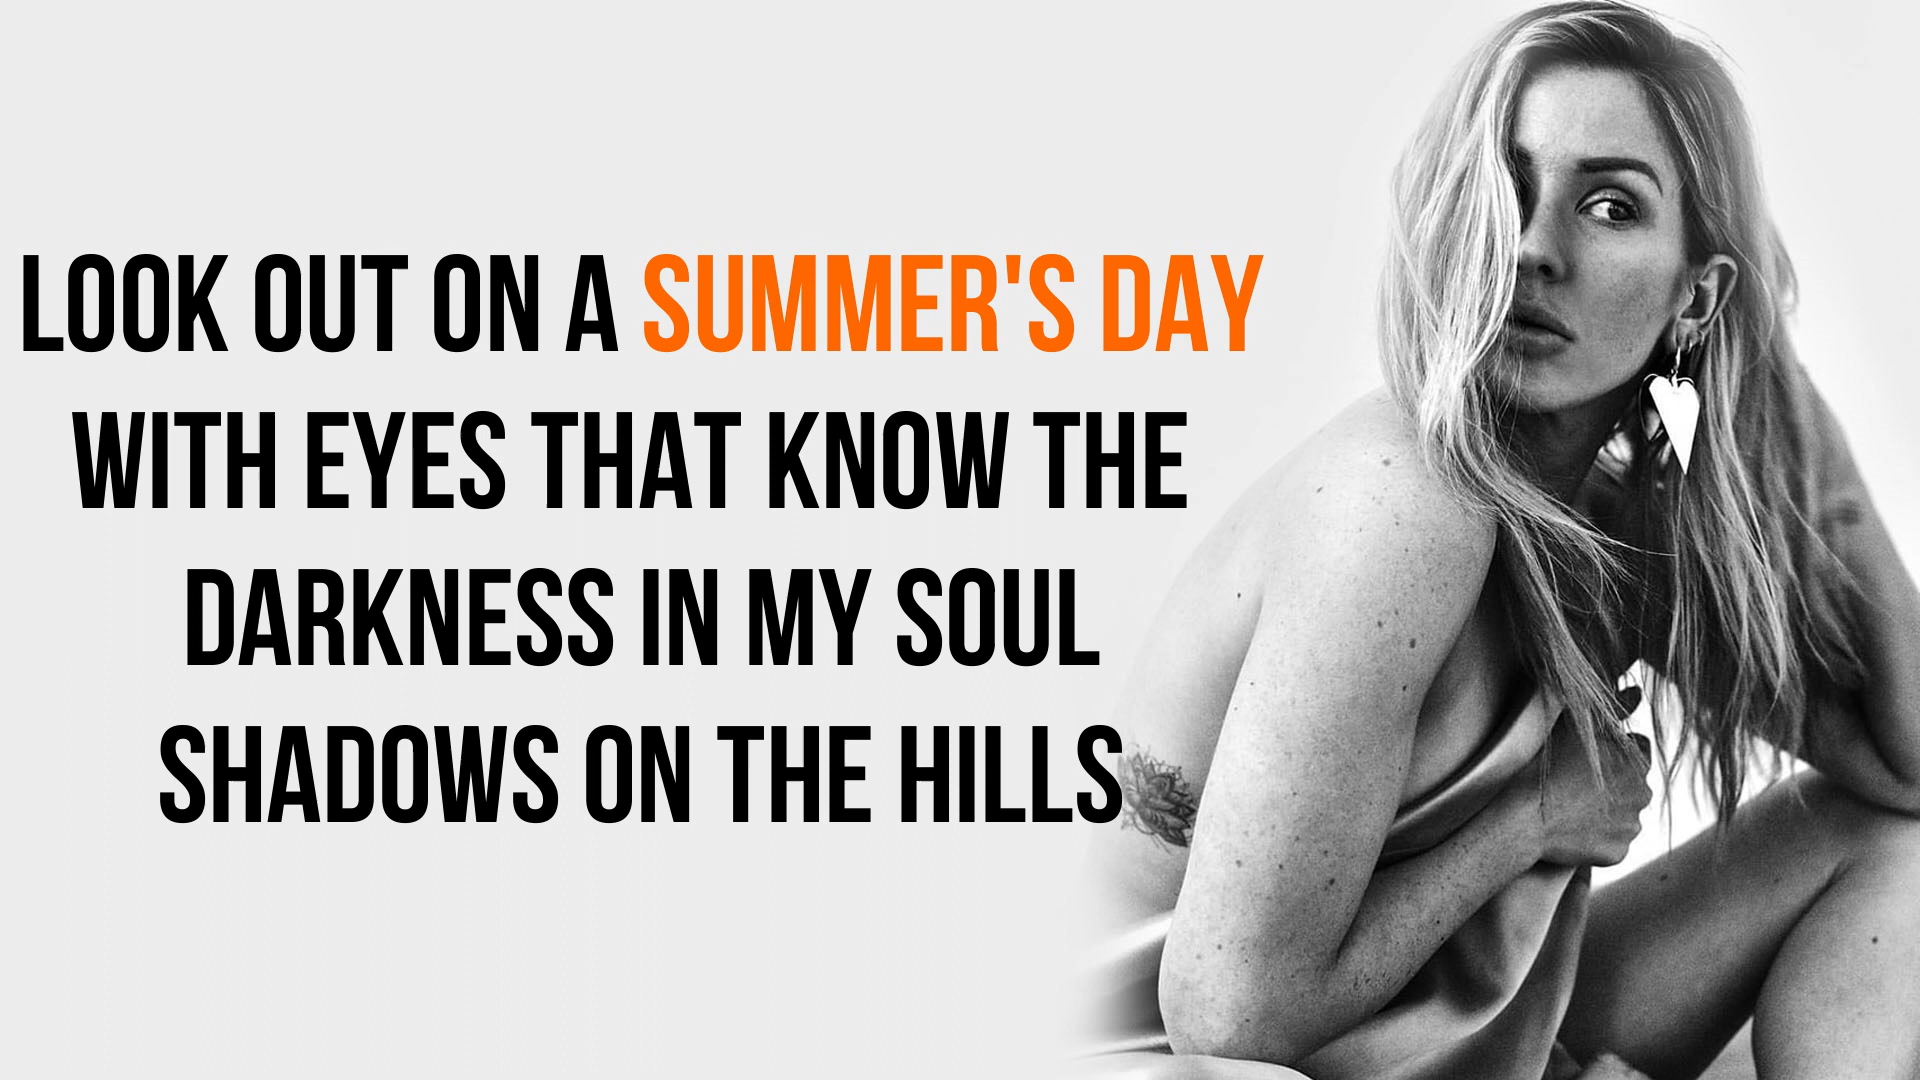 LOOK OUT ON A SUMMER'S DAY
WITH EYES THAT KNOW THE
DARKNESS IN MY SOUL
SHADOWS ON THE HILLS